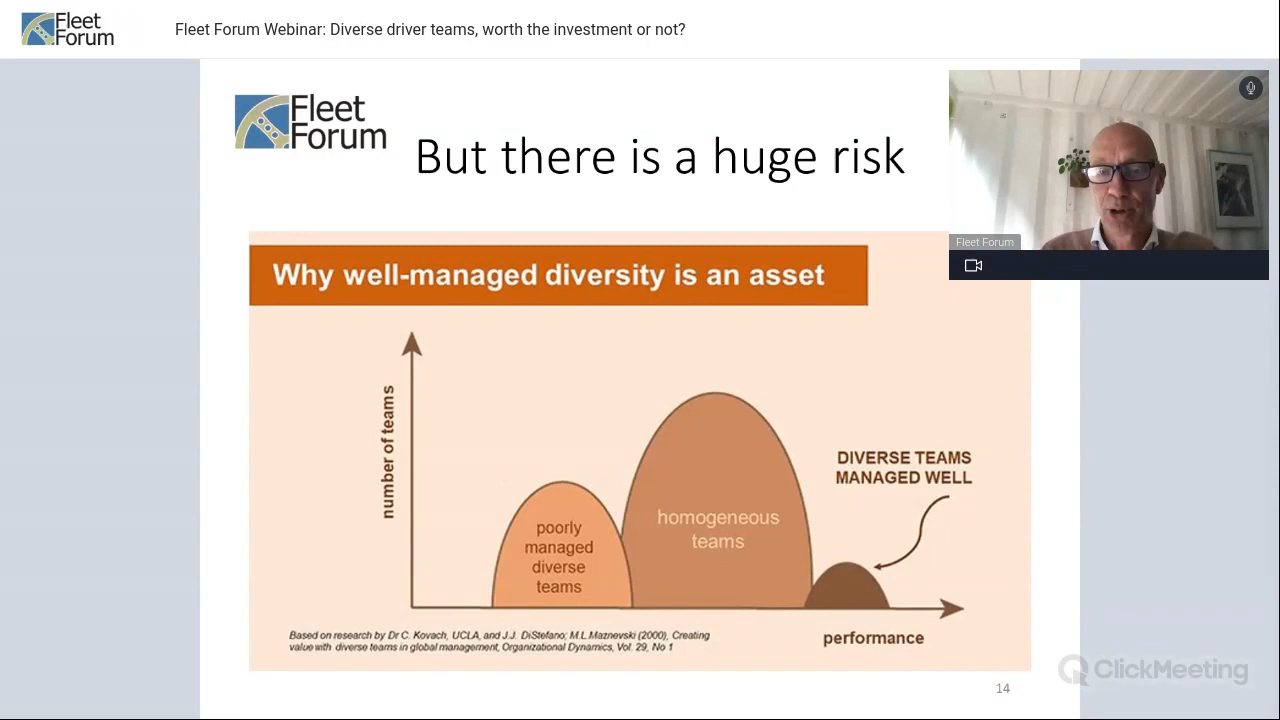 Fleet
Forum
Fleet Forum Webinar: Diverse driver teams, worth the investment or not?
Fleet
Forum
But there is a huge risk
Fleet Forum
Why well-managed diversity is an asset
number of teams
poorly
managed
diverse
teams
homogeneous
teams
DIVERSE TEAMS
MANAGED WELL
performance
Based on research by Dr C. Kovach, UCLA, and J.J. DiStefano; M.L.Maznevski (2000), Creating
value with diverse teams in global management, Organizational Dynamics, Vol. 29, No 1
14
ClickMeeting